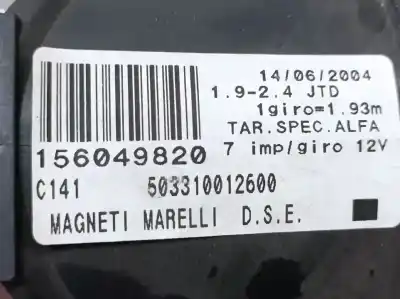 14/06/2004
1.9-2.4 JTD
1giro=1.93m
TAR.SPEC.ALFA
156049820 7 imp/giro 12V
C141 503310012600
MAGNETI MARELLI D.S.E.